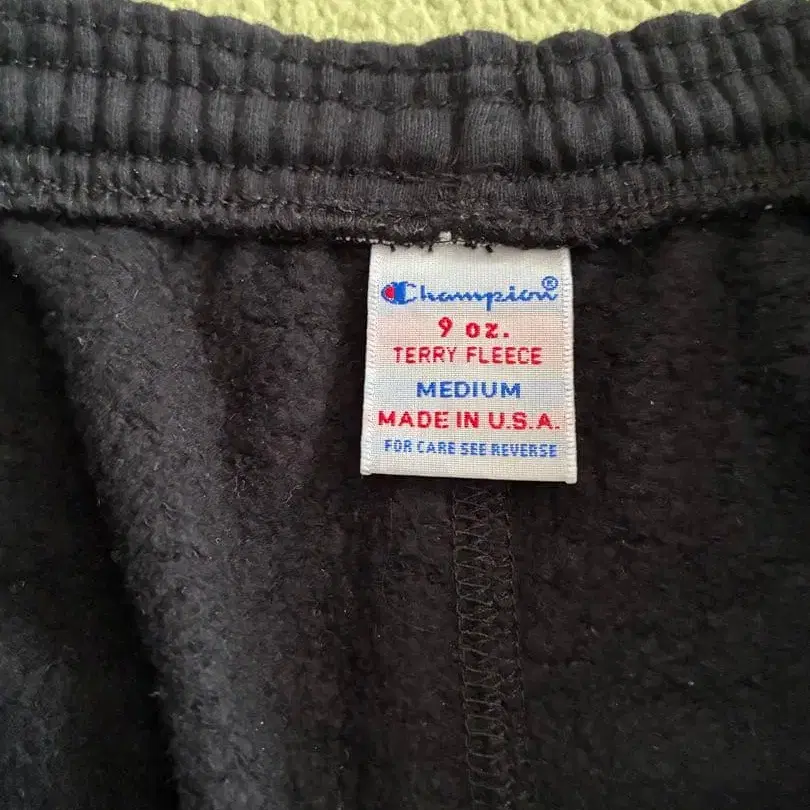 Champion®
9 oz.
TERRY FLEECE
MEDIUM
MADE IN U.S.A.
FOR CARE SEE REVERSE